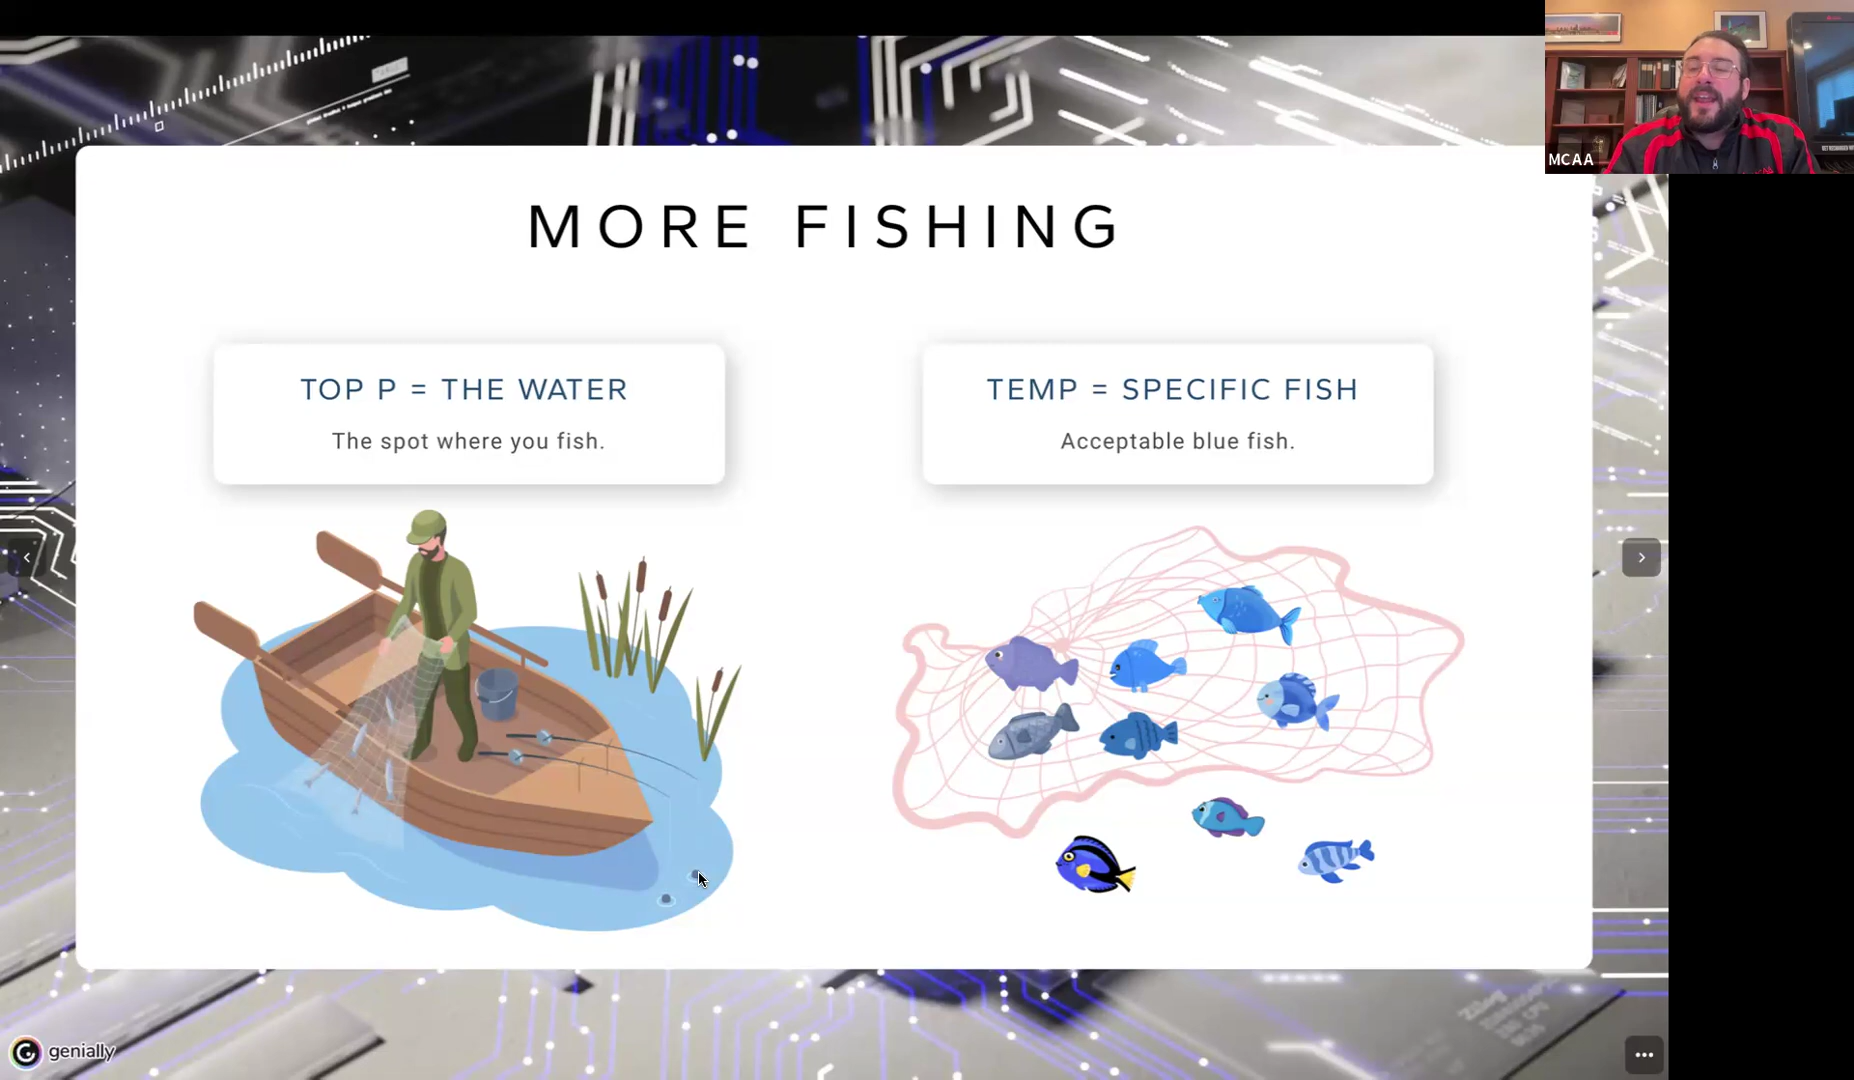 MCAA
MORE FISHING
TOP P = THE WATER
The spot where you fish.
TEMP = SPECIFIC FISH
Acceptable blue fish.
genially